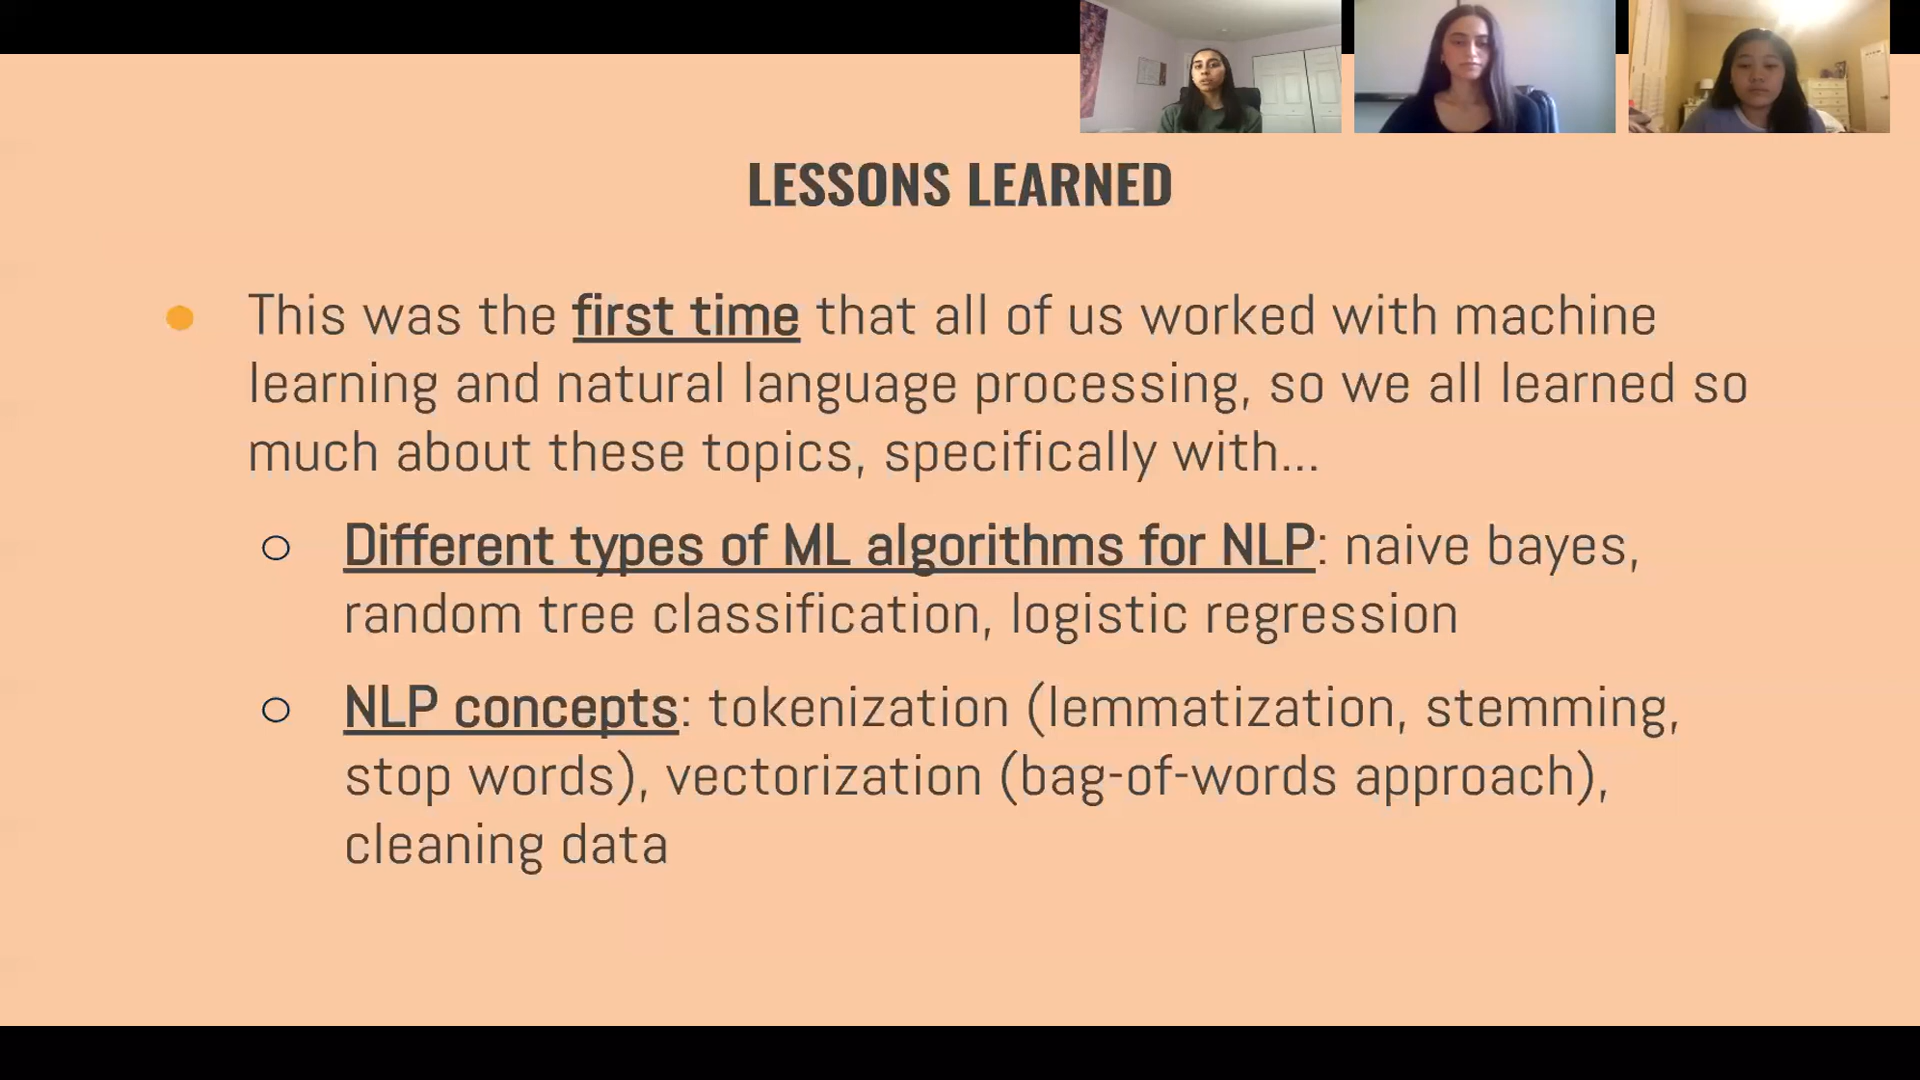 LESSONS LEARNED
This was the first time that all of us worked with machine
learning and natural language processing, so we all learned so
much about these topics, specifically with...
Different types of ML algorithms for NLP: naive bayes,
random tree classification, logistic regression
NLP concepts: tokenization (lemmatization, stemming,
stop words), vectorization (bag-of-words approach),
cleaning data